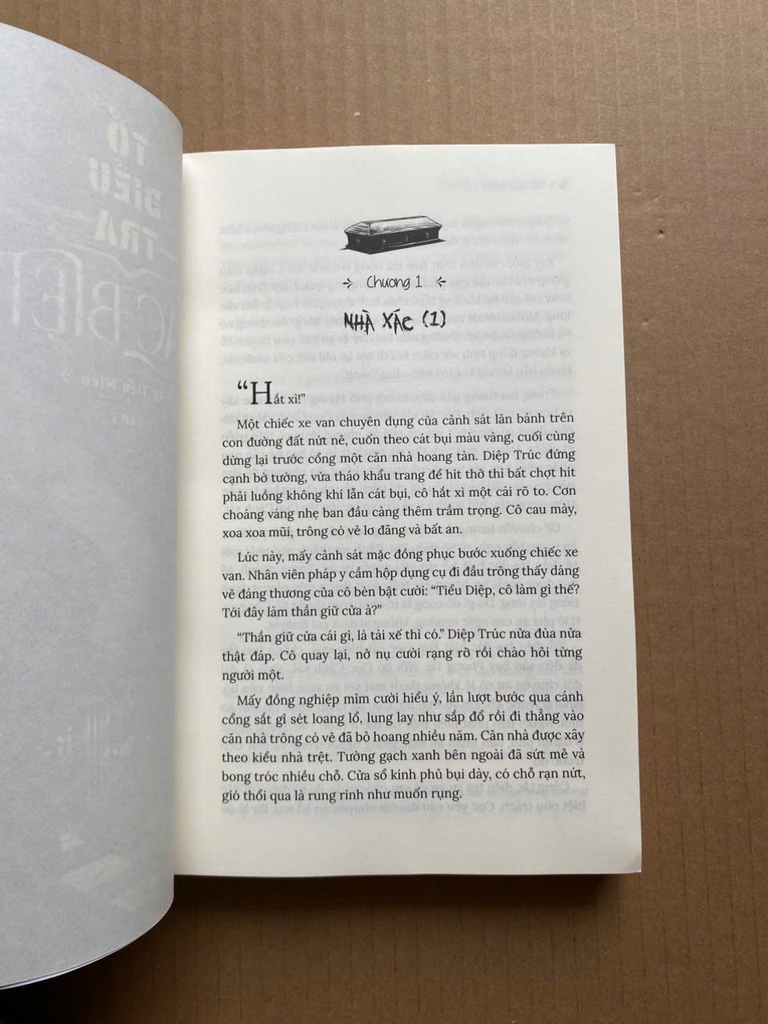 Chương 1
NHÀ XÁC (1)
“Hắt xì!”
Một chiếc xe van chuyên dụng của cảnh sát lăn bánh trên
con đường đất nứt nẻ, cuốn theo cát bụi màu vàng, cuối cùng
dừng lại trước cổng một căn nhà hoang tàn. Diệp Trúc đứng
cạnh bờ tường, vừa tháo khẩu trang để hít thở thì bất chợt hít
phải luồng không khí lẫn cát bụi, cô hắt xì một cái rõ to. Cơn
choáng váng nhẹ ban đầu càng thêm trầm trọng. Cô cau mày,
xoa xoa mũi, trông có vẻ lơ đãng và bất an.
Lúc này, mấy cảnh sát mặc đồng phục bước xuống chiếc xe
van. Nhân viên pháp y cầm hộp dụng cụ đi đầu trông thấy dáng
vẻ đáng thương của cô bèn bật cười: “Tiểu Diệp, cô làm gì thế?
Tới đây làm thần giữ cửa à?”
“Thần giữ cửa cái gì, là tài xế thì có.” Diệp Trúc nửa đùa nửa
thật đáp. Cô quay lại, nở nụ cười rạng rỡ rồi chào hỏi từng
người một.
Mấy đồng nghiệp mỉm cười hiểu ý, lần lượt bước qua cánh
cổng sắt gỉ sét loang lổ, lung lay như sắp đổ rồi đi thẳng vào
căn nhà trông có vẻ đã bỏ hoang nhiều năm. Căn nhà được xây
theo kiểu nhà trệt. Tường gạch xanh bên ngoài đã sứt mẻ và
bong tróc nhiều chỗ. Cửa sổ kính phủ bụi dày, có chỗ rạn nứt,
gió thổi qua là rung rinh như muốn rụng.